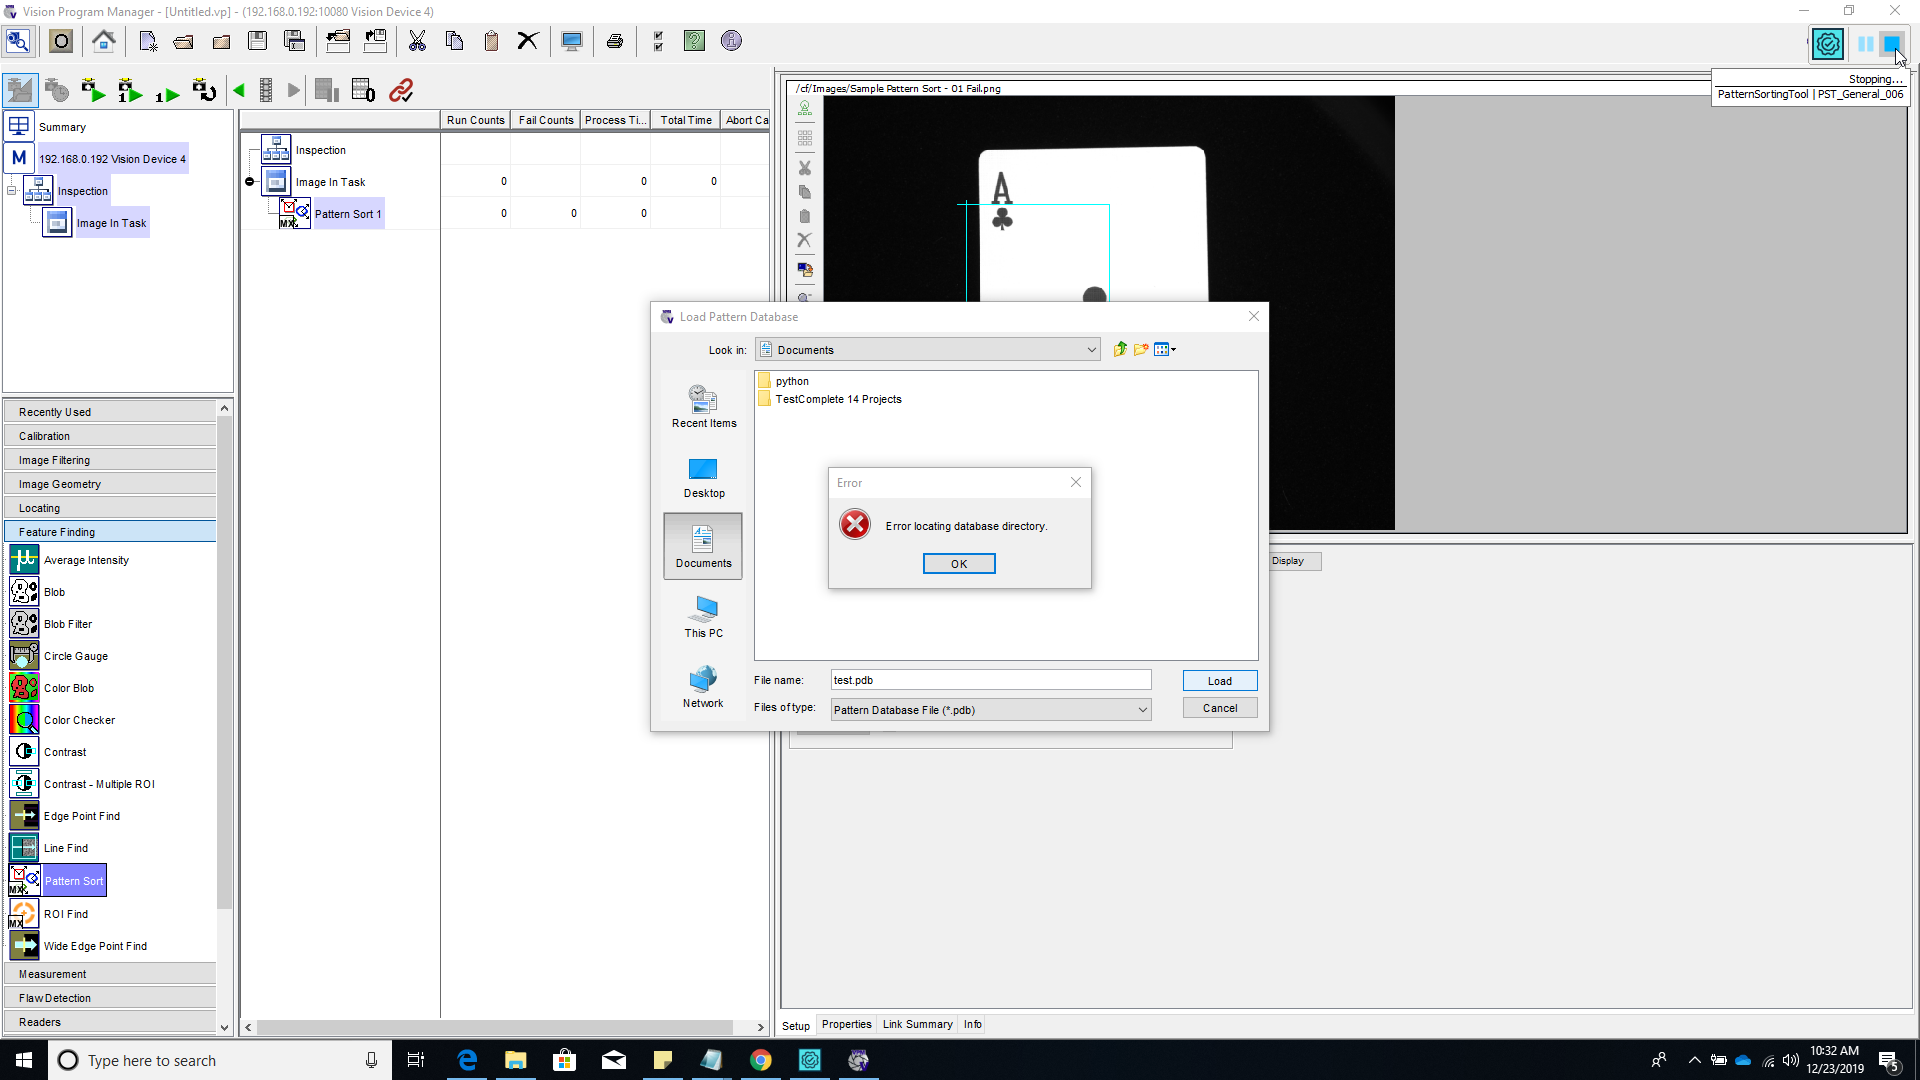 Vision Program Manager - [Untitled.vp] - (192.168.0.192:10080 Vision Device 4)
Stopping...
PatternSortingTool | PST_General_006
Summary
M
192.168.0.192 Vision Device 4
Inspection
Image In Task
Run Counts
Fail Counts
Process Ti...
Total Time
Abort Ca
Inspection
Image In Task
0
0
0
MX
Pattern Sort 1
0
0
0
/cf/Images/Sample Pattern Sort - 01 Fail.png
A
Load Pattern Database
Look in:
Documents
Recent Items
Desktop
Documents
This PC
Network
python
TestComplete 14 Projects
Error
Error locating database directory.
OK
File name:
test.pdb
Load
Files of type:
Pattern Database File (*.pdb)
Cancel
Display
Recently Used
Calibration
Image Filtering
Image Geometry
Locating
Feature Finding
Average Intensity
Blob
Blob Filter
Circle Gauge
Color Blob
Color Checker
Contrast
Contrast - Multiple ROI
Edge Point Find
Line Find
MX
Pattern Sort
MX
ROI Find
Wide Edge Point Find
Measurement
Flaw Detection
Readers
Setup
Properties
Link Summary
Info
Type here to search
10:32 AM
12/23/2019
5